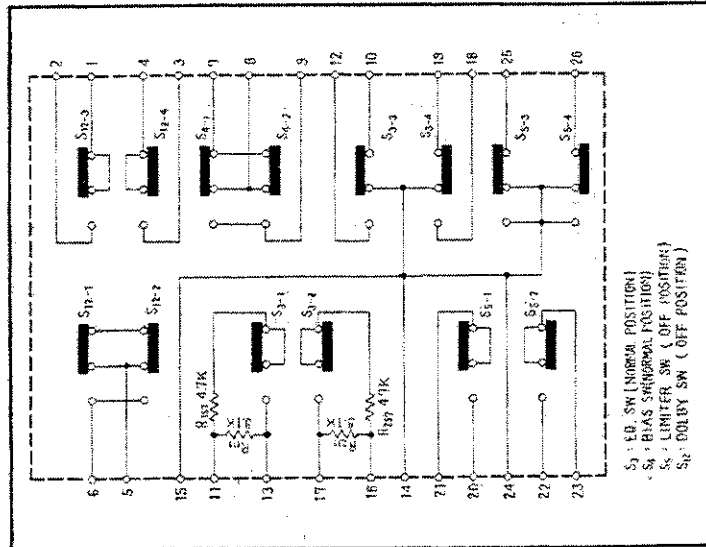 2 1 4 3 7 8 9 12 10 19 18 25 26
S12-3
S12-4
S4-1
S4-2
S3-3
S3-4
S5-3
S5-4
S12-1
S12-2
S3-1
S3-2
S5-1
S5-2
R157 4.7K
R257 4.7K
6 5 15 11 13 17 16 14 21 20 24 22 23
S3 : EQ. SW (NORMAL POSITION)
S4 : BIAS SW(NORMAL POSITION)
S5 : LIMITER SW ( OFF POSITION)
S12 : DOLBY SW ( OFF POSITION )